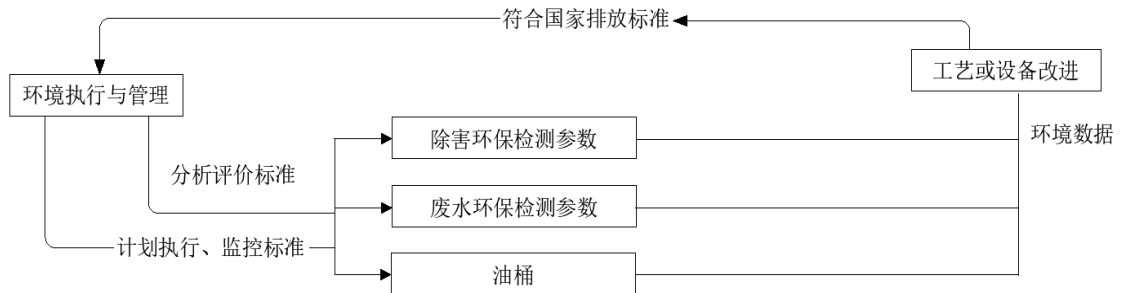 符合国家排放标准
工艺或设备改进
环境执行与管理
除害环保检测参数
环境数据
分析评价标准
废水环保检测参数
计划执行、监控标准
油桶